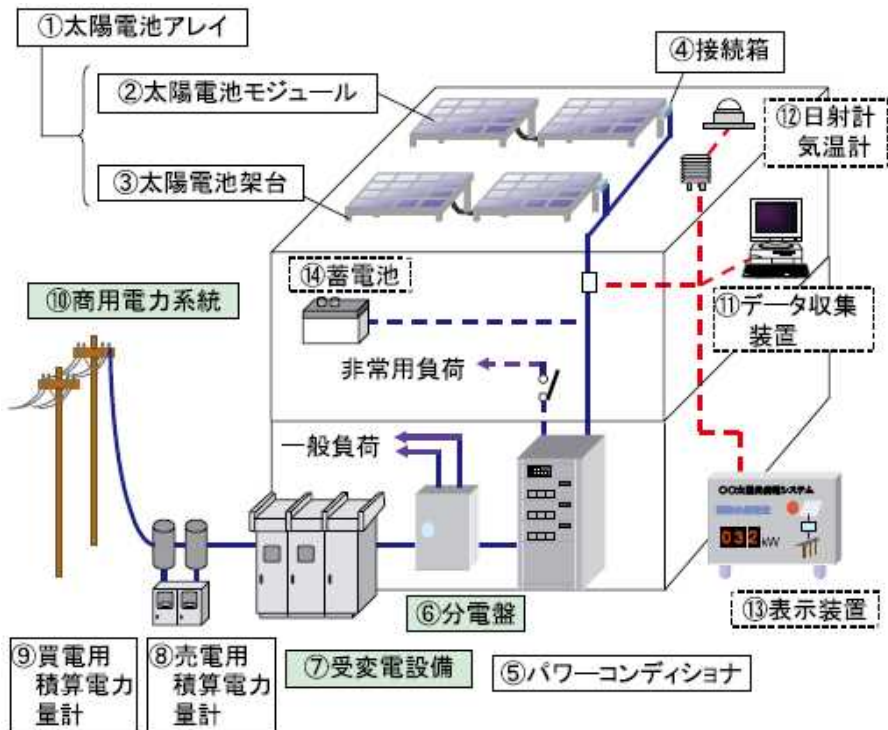 ①太陽電池アレイ
②太陽電池モジュール
③太陽電池架台
④接続箱
⑫日射計
気温計
⑭蓄電池
⑩商用電力系統
⑪データ収集
装置
非常用負荷
一般負荷
032kW
⑬表示装置
⑥分電盤
⑨買電用
積算電力
量計
⑧売電用
積算電力
量計
⑦受変電設備
⑤パワーコンディショナ